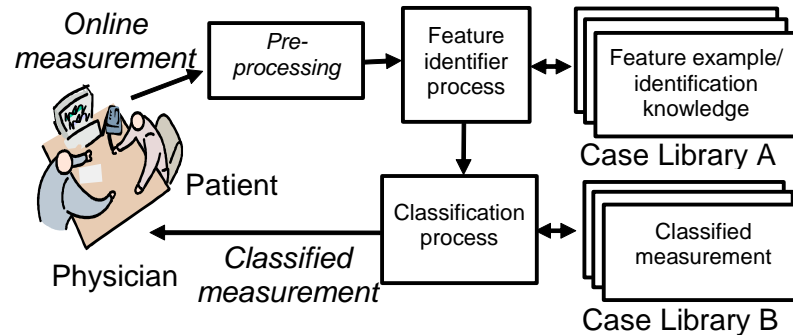 Online
measurement
Pre-
processing
Feature
identifier
process
Feature example/
identification
knowledge
Case Library A
Patient
Physician
Classification
process
Classified
measurement
Classified
measurement
Case Library B